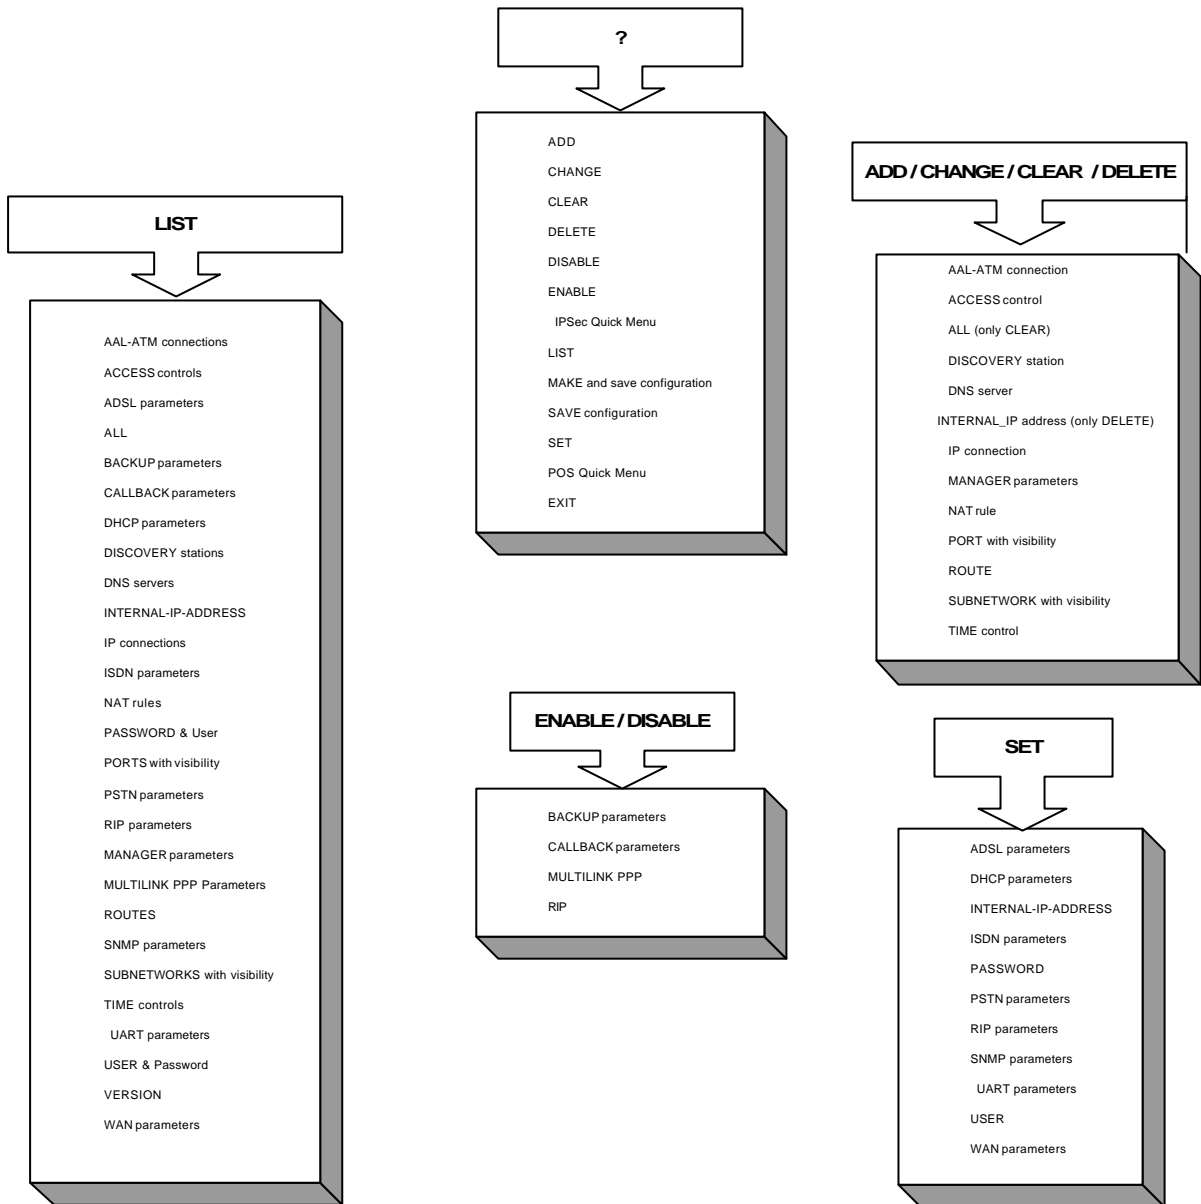 ?
ADD
CHANGE
CLEAR
DELETE
DISABLE
ENABLE
IPSec Quick Menu
LIST
MAKE and save configuration
SAVE configuration
SET
POS Quick Menu
EXIT
LIST
AAL-ATM connections
ACCESS controls
ADSL parameters
ALL
BACKUP parameters
CALLBACK parameters
DHCP parameters
DISCOVERY stations
DNS servers
INTERNAL-IP-ADDRESS
IP connections
ISDN parameters
NAT rules
PASSWORD & User
PORTS with visibility
PSTN parameters
RIP parameters
MANAGER parameters
MULTILINK PPP Parameters
ROUTES
SNMP parameters
SUBNETWORKS with visibility
TIME controls
UART parameters
USER & Password
VERSION
WAN parameters
ADD / CHANGE / CLEAR / DELETE
AAL-ATM connection
ACCESS control
ALL (only CLEAR)
DISCOVERY station
DNS server
INTERNAL_IP address (only DELETE)
IP connection
MANAGER parameters
NAT rule
PORT with visibility
ROUTE
SUBNETWORK with visibility
TIME control
ENABLE / DISABLE
BACKUP parameters
CALLBACK parameters
MULTILINK PPP
RIP
SET
ADSL parameters
DHCP parameters
INTERNAL-IP-ADDRESS
ISDN parameters
PASSWORD
PSTN parameters
RIP parameters
SNMP parameters
UART parameters
USER
WAN parameters